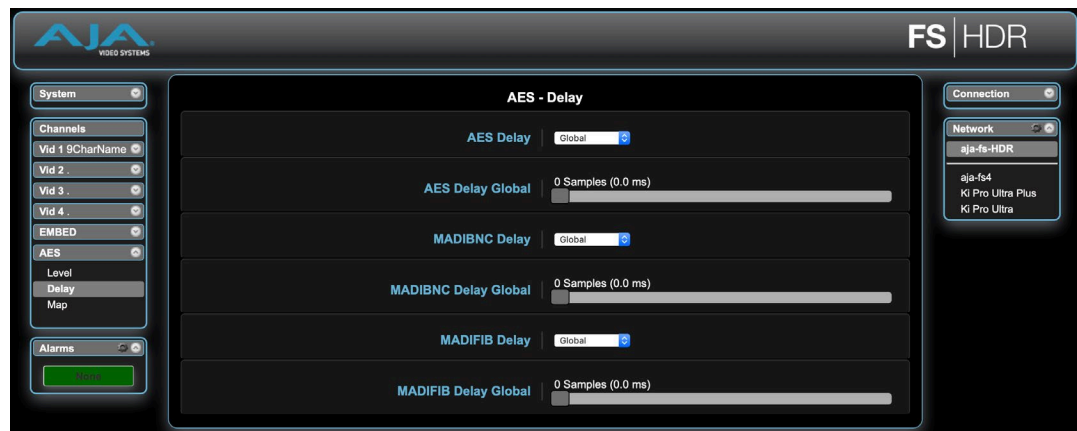 AJA
VIDEO SYSTEMS
FS HDR
System
Channels
Vid 1 9CharName
Vid 2 .
Vid 3 .
Vid 4 .
EMBED
AES
Level
Delay
Map
Alarms
None
AES - Delay
AES Delay Global
AES Delay Global 0 Samples (0.0 ms)
MADIBNC Delay Global
MADIBNC Delay Global 0 Samples (0.0 ms)
MADIFIB Delay Global
MADIFIB Delay Global 0 Samples (0.0 ms)
Connection
Network
aja-fs-HDR
aja-fs4
Ki Pro Ultra Plus
Ki Pro Ultra